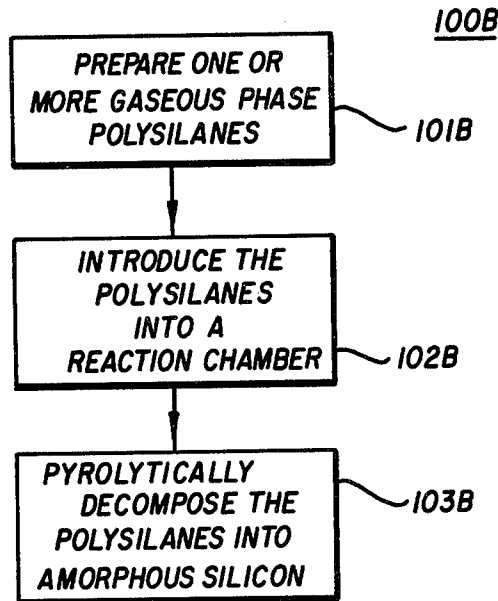 100B
PREPARE ONE OR
MORE GASEOUS PHASE
POLYSILANES
101B
INTRODUCE THE
POLYSILANES
INTO A
REACTION CHAMBER
102B
PYROLYTICALLY
DECOMPOSE THE
POLYSILANES INTO
AMORPHOUS SILICON
103B